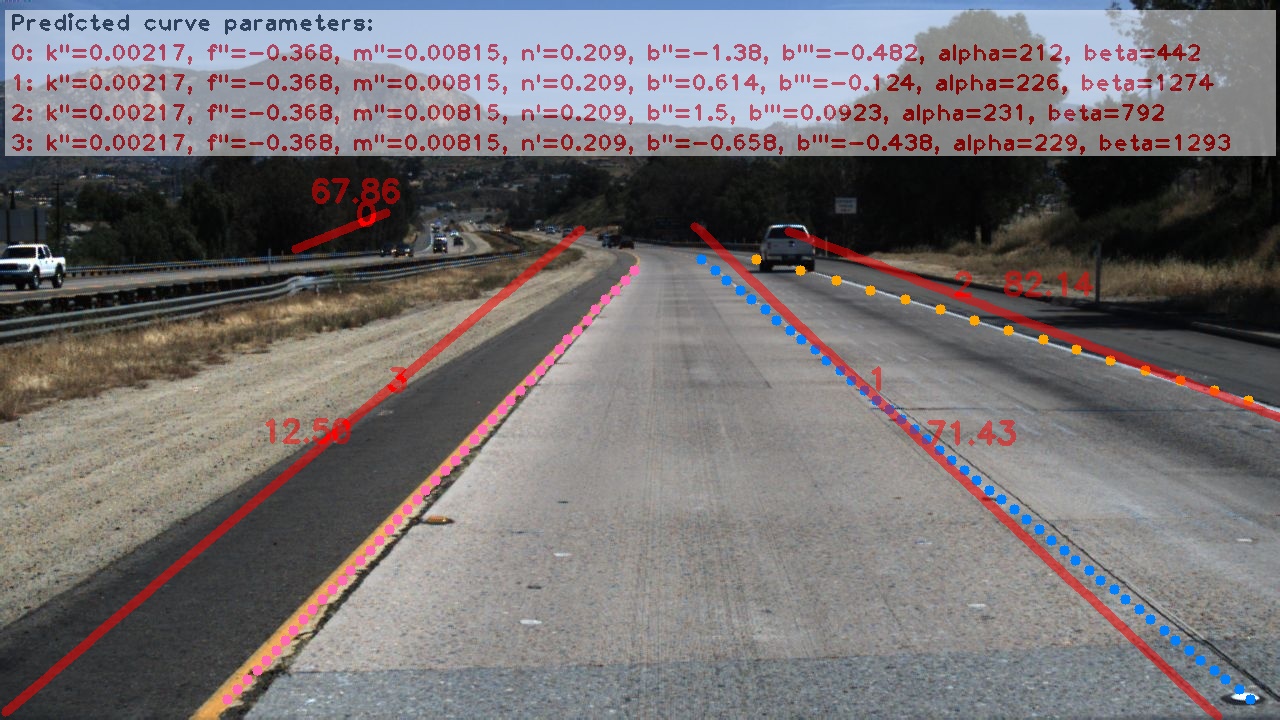 Predicted curve parameters:
0: k''=0.00217, f''=−0.368, m''=0.00815, n'=0.209, b''=−1.38, b'''=−0.482, alpha=212, beta=442
1: k''=0.00217, f''=−0.368, m''=0.00815, n'=0.209, b''=0.614, b'''=−0.124, alpha=226, beta=1274
2: k''=0.00217, f''=−0.368, m''=0.00815, n'=0.209, b''=1.5, b'''=0.0923, alpha=231, beta=792
3: k''=0.00217, f''=−0.368, m''=0.00815, n'=0.209, b''=−0.658, b'''=−0.438, alpha=229, beta=1293
67.86
0
2 82.14
3
1
12.50
71.43